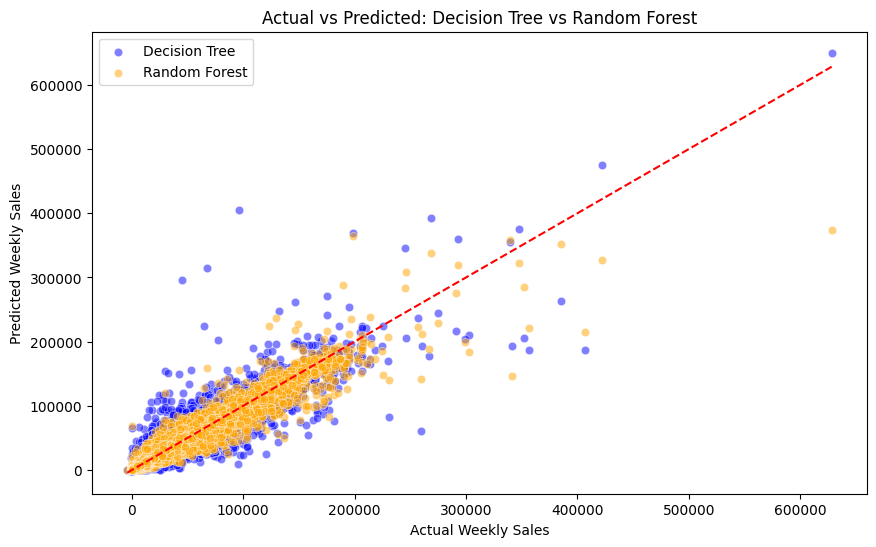 Actual vs Predicted: Decision Tree vs Random Forest
Decision Tree
Random Forest
Predicted Weekly Sales
600000
500000
400000
300000
200000
100000
0
0 100000 200000 300000 400000 500000 600000
Actual Weekly Sales